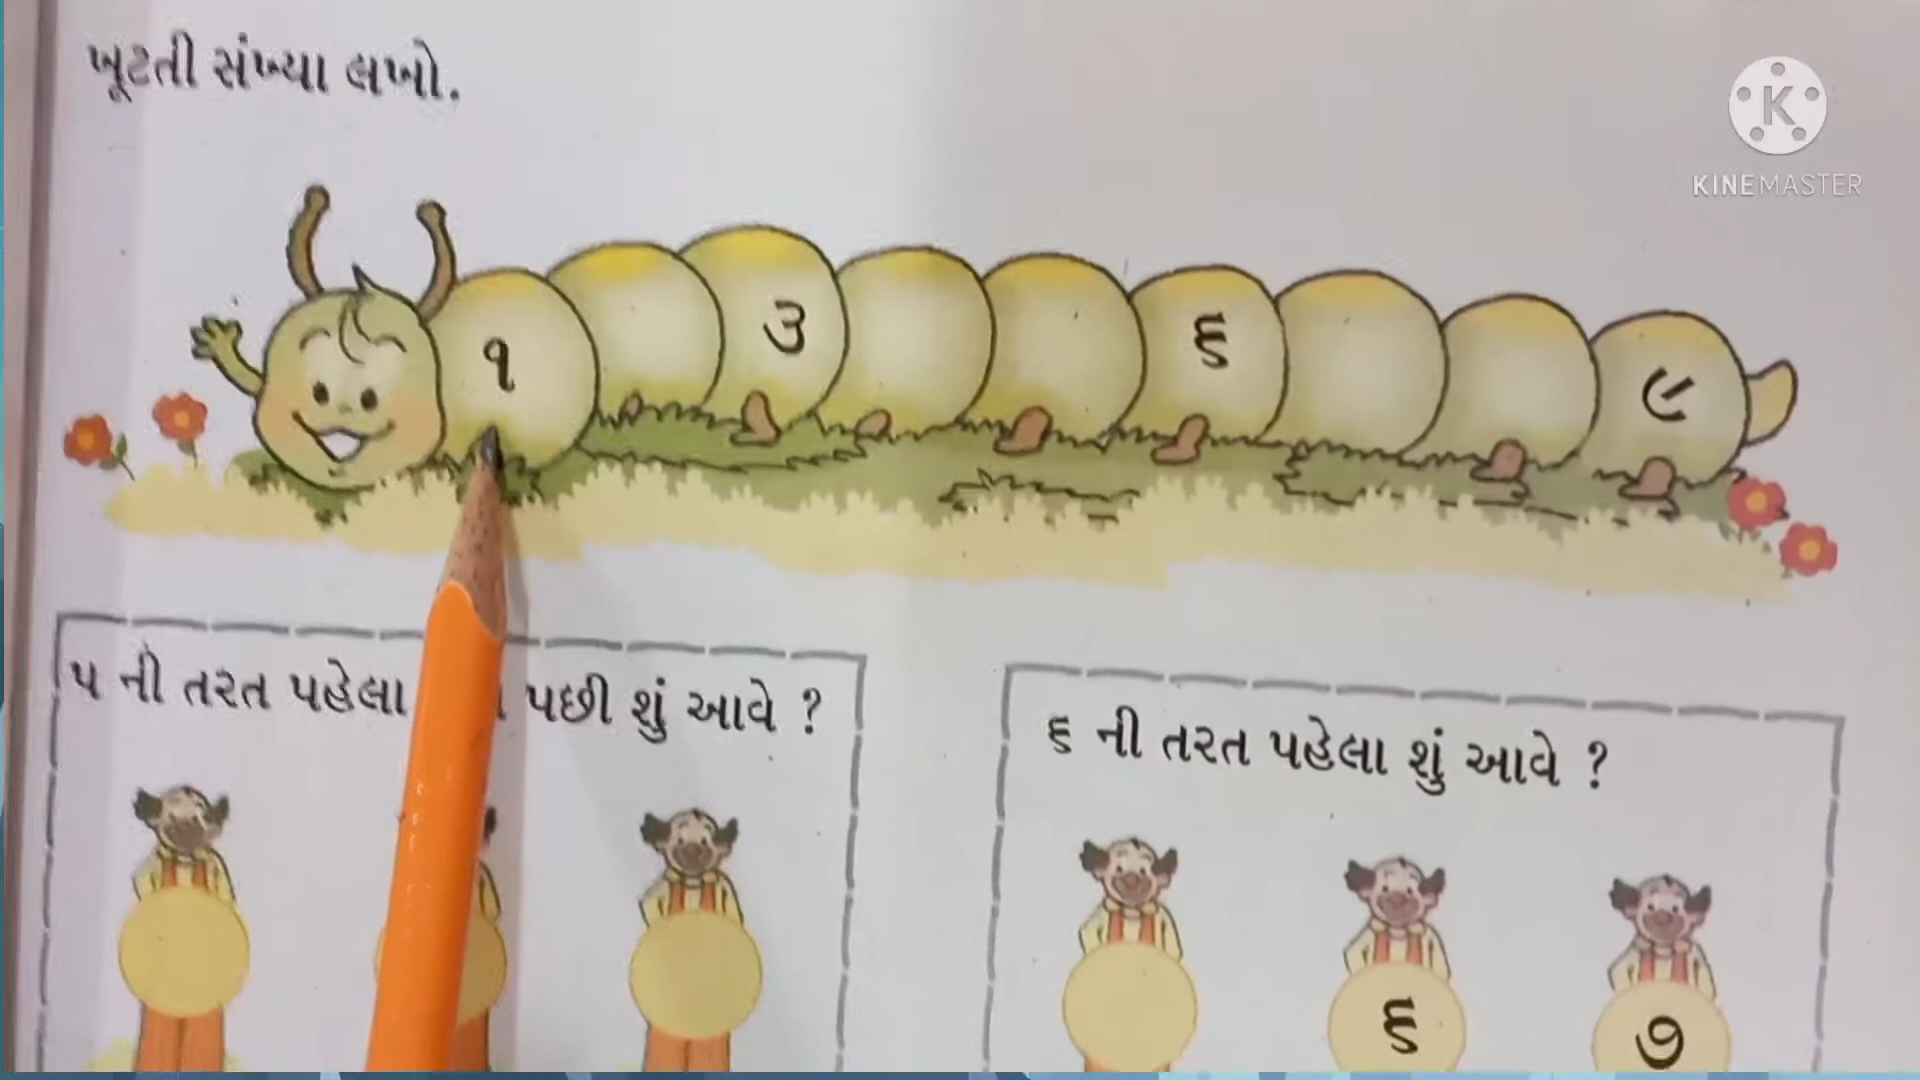 ખૂટતી સંખ્યા લખો.
KINEMASTER
૧ ૩ ૬ ૯
૫ ની તરત પહેલા પછી શું આવે ?
૬ ની તરત પહેલા શું આવે ?
૬ ૭